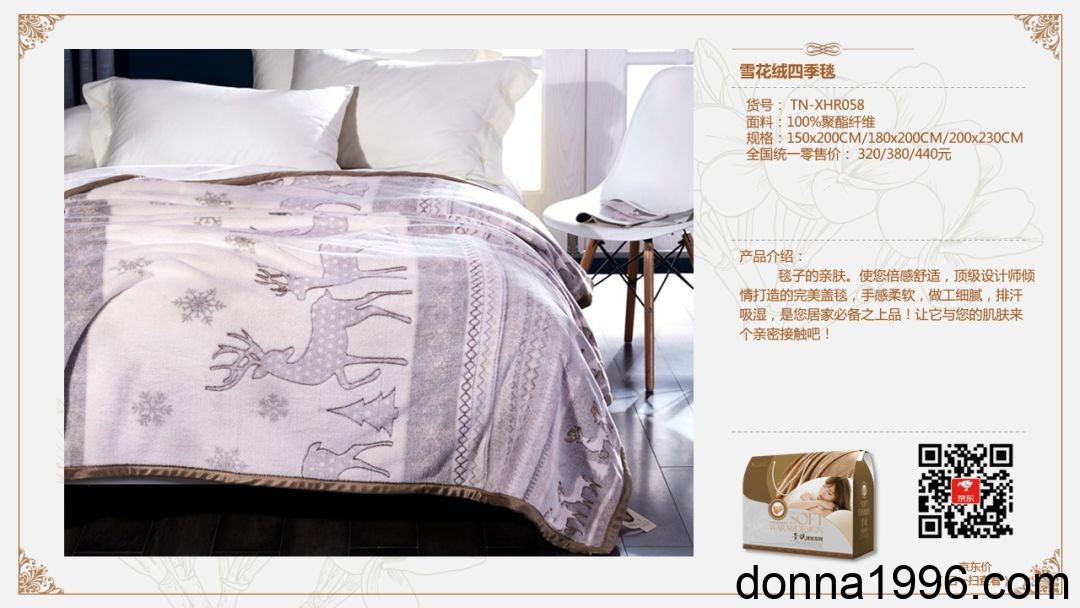 雪花绒四季毯
货号： TN-XHR058
面料：100%聚酯纤维
规格：150x200CM/180x200CM/200x230CM
全国统一零售价： 320/380/440元
产品介绍：
毯子的亲肤。使您倍感舒适，顶级设计师倾
情打造的完美盖毯，手感柔软，做工细腻，排汗
吸湿，是您居家必备之上品！让它与您的肌肤来
个亲密接触吧！
SOFT
WARM DESIGN
京东
京东价
扫查看
donna1996.com